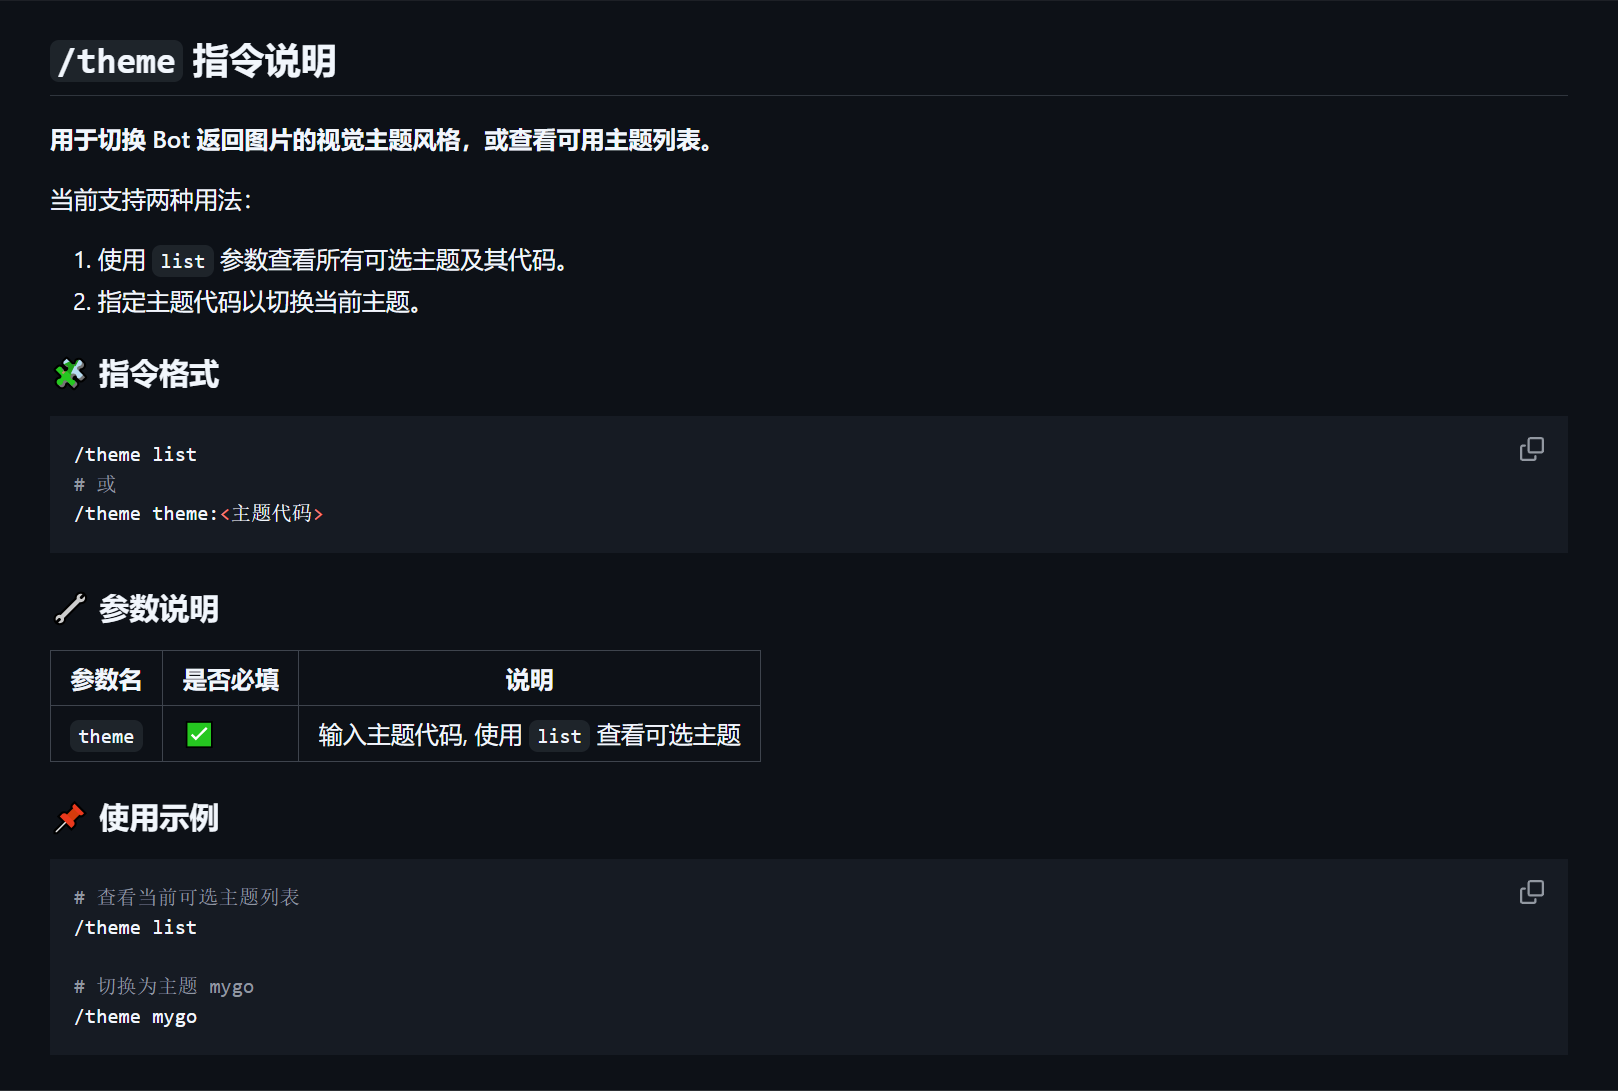 /theme 指令说明
用于切换 Bot 返回图片的视觉主题风格，或查看可用主题列表。
当前支持两种用法：
1. 使用 list 参数查看所有可选主题及其代码。
2. 指定主题代码以切换当前主题。
🧩 指令格式
/theme list
# 或
/theme theme:<主题代码>
🔧 参数说明
参数名 是否必填 说明
theme ✅ 输入主题代码, 使用 list 查看可选主题
📌 使用示例
# 查看当前可选主题列表
/theme list
# 切换为主题 mygo
/theme mygo